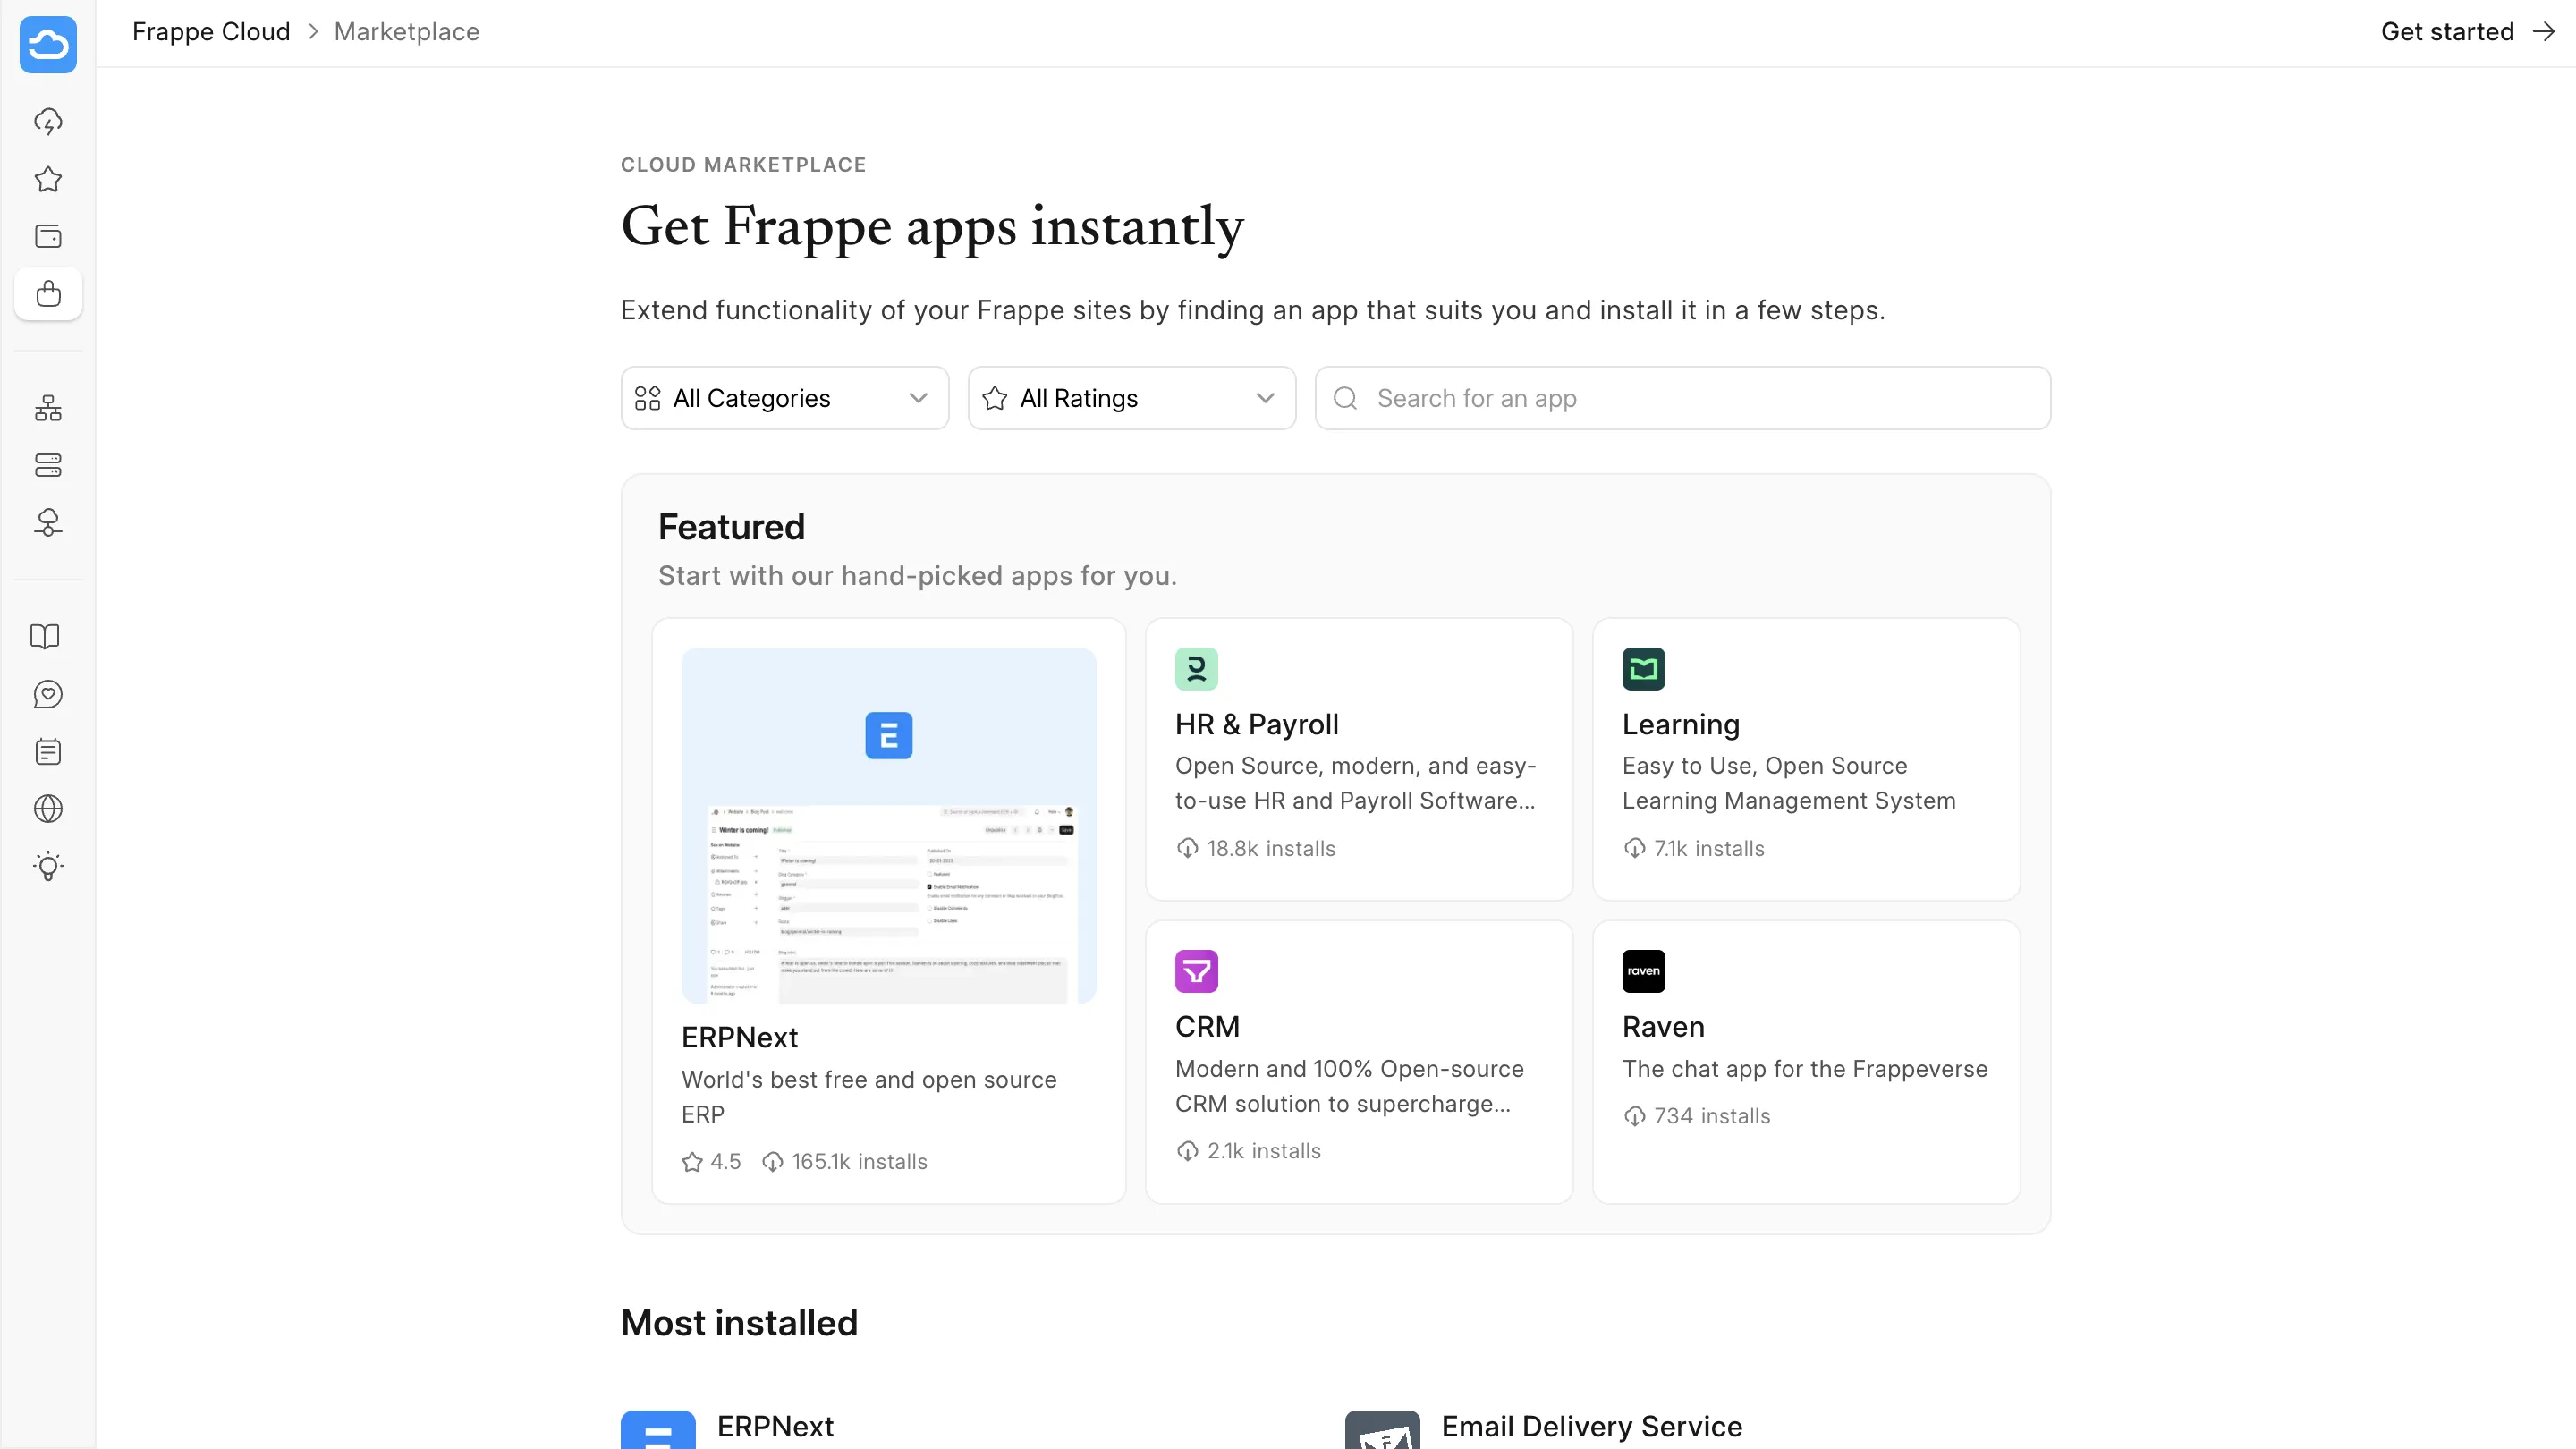 Frappe Cloud > Marketplace
Get started →
CLOUD MARKETPLACE
Get Frappe apps instantly
Extend functionality of your Frappe sites by finding an app that suits you and install it in a few steps.
All Categories
All Ratings
Search for an app
Featured
Start with our hand-picked apps for you.
Winter is coming!
ERPNext
World's best free and open source
ERP
4.5 165.1k installs
HR & Payroll
Open Source, modern, and easy-
to-use HR and Payroll Software...
18.8k installs
Learning
Easy to Use, Open Source
Learning Management System
7.1k installs
CRM
Modern and 100% Open-source
CRM solution to supercharge...
2.1k installs
raven
Raven
The chat app for the Frappeverse
734 installs
Most installed
ERPNext
Email Delivery Service